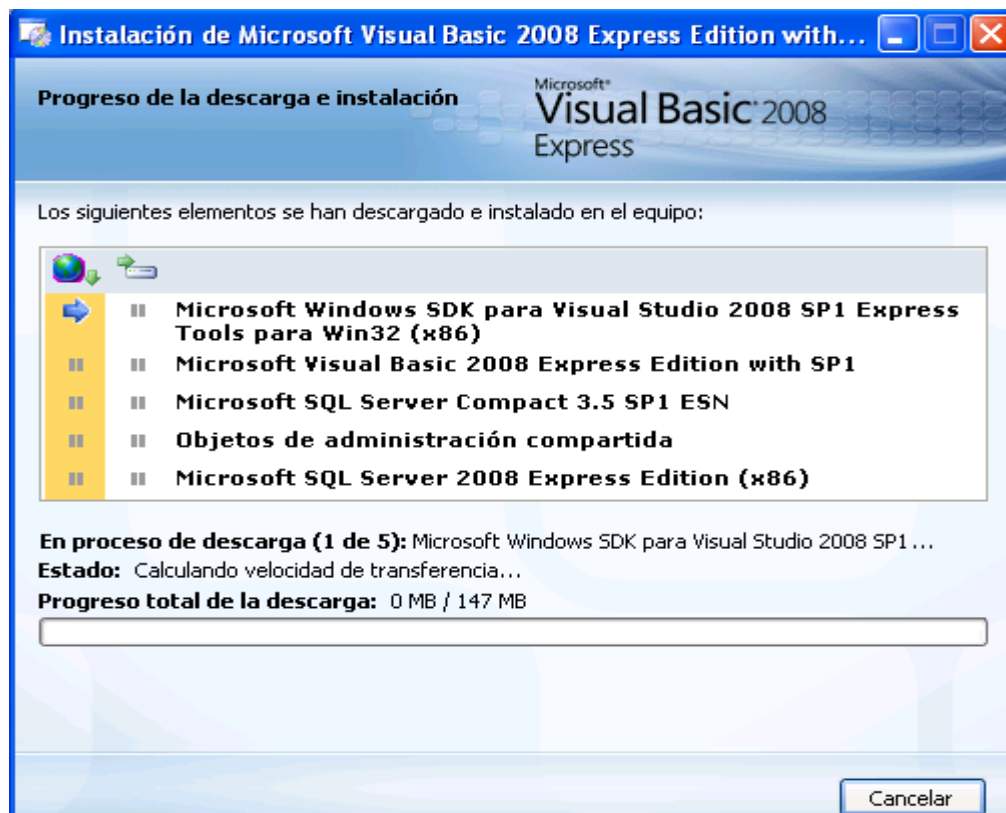 Instalación de Microsoft Visual Basic 2008 Express Edition with...
Progreso de la descarga e instalación
Microsoft®
Visual Basic® 2008
Express
Los siguientes elementos se han descargado e instalado en el equipo:
Microsoft Windows SDK para Visual Studio 2008 SP1 Express
Tools para Win32 (x86)
Microsoft Visual Basic 2008 Express Edition with SP1
Microsoft SQL Server Compact 3.5 SP1 ESN
Objetos de administración compartida
Microsoft SQL Server 2008 Express Edition (x86)
En proceso de descarga (1 de 5): Microsoft Windows SDK para Visual Studio 2008 SP1...
Estado: Calculando velocidad de transferencia...
Progreso total de la descarga: 0 MB / 147 MB
Cancelar